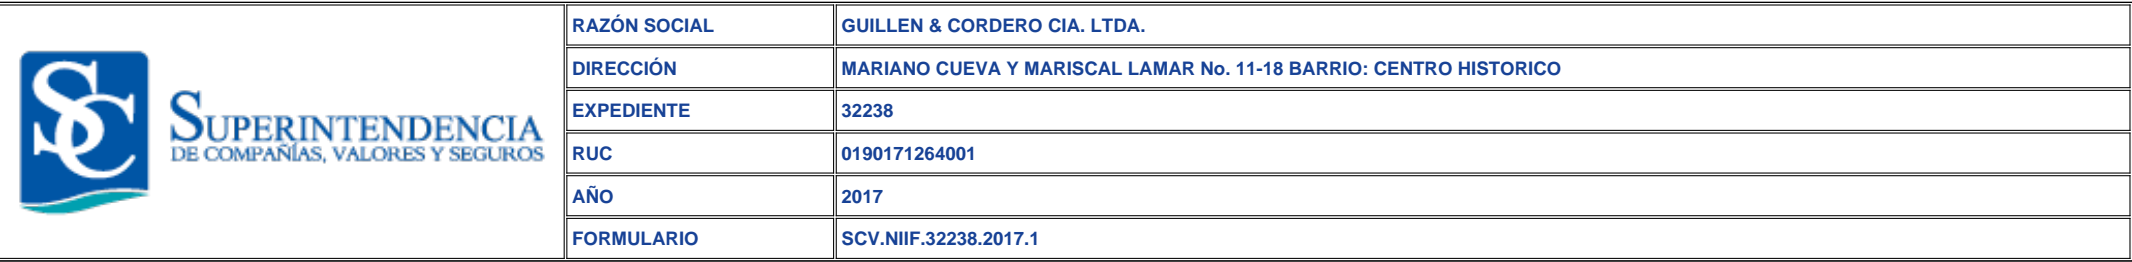 SC
SUPERINTENDENCIA
DE COMPAÑÍAS, VALORES Y SEGUROS
RAZÓN SOCIAL GUILLEN & CORDERO CIA. LTDA.
DIRECCIÓN MARIANO CUEVA Y MARISCAL LAMAR No. 11-18 BARRIO: CENTRO HISTORICO
EXPEDIENTE 32238
RUC 0190171264001
AÑO 2017
FORMULARIO SCV.NIIF.32238.2017.1